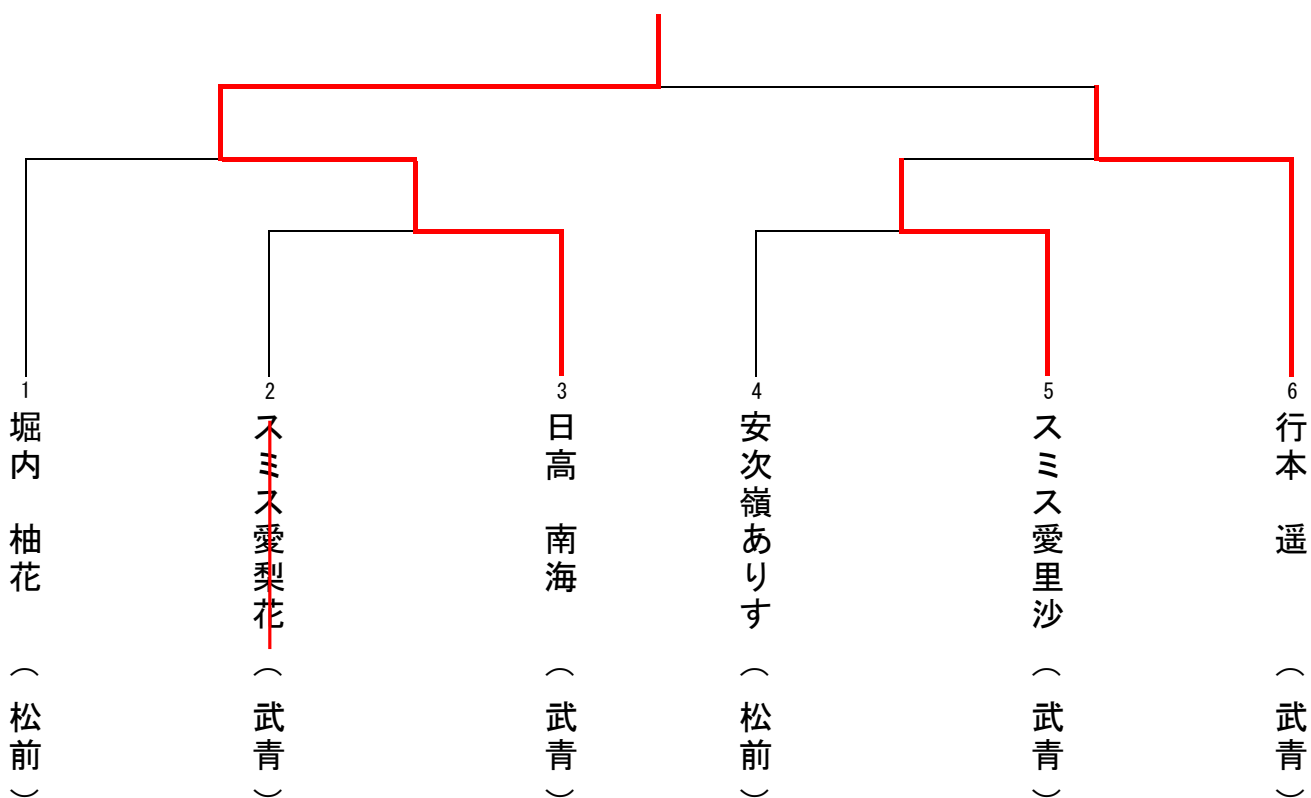 1
堀内　柚花　（松前）
2
スミス愛梨花（武青）
3
日高　南海　（武青）
4
安次嶺ありす（松前）
5
スミス愛里沙（武青）
6
行本　遥　（武青）